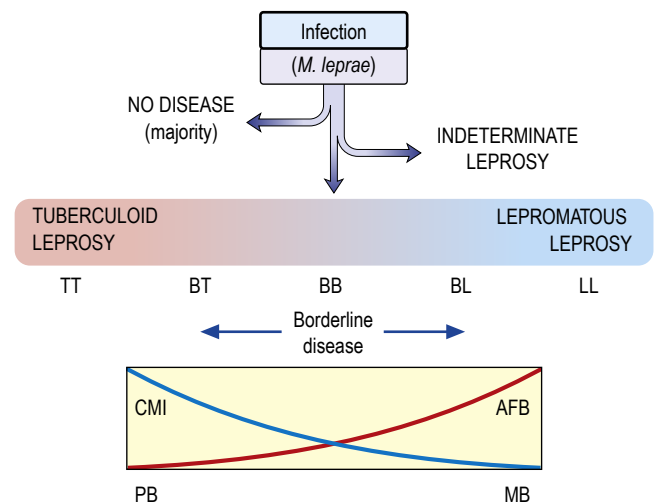 Infection
(M. leprae)
NO DISEASE
(majority)
INDETERMINATE
LEPROSY
TUBERCULOID
LEPROSY
LEPROMATOUS
LEPROSY
TT BT BB BL LL
Borderline
disease
CMI AFB
PB MB